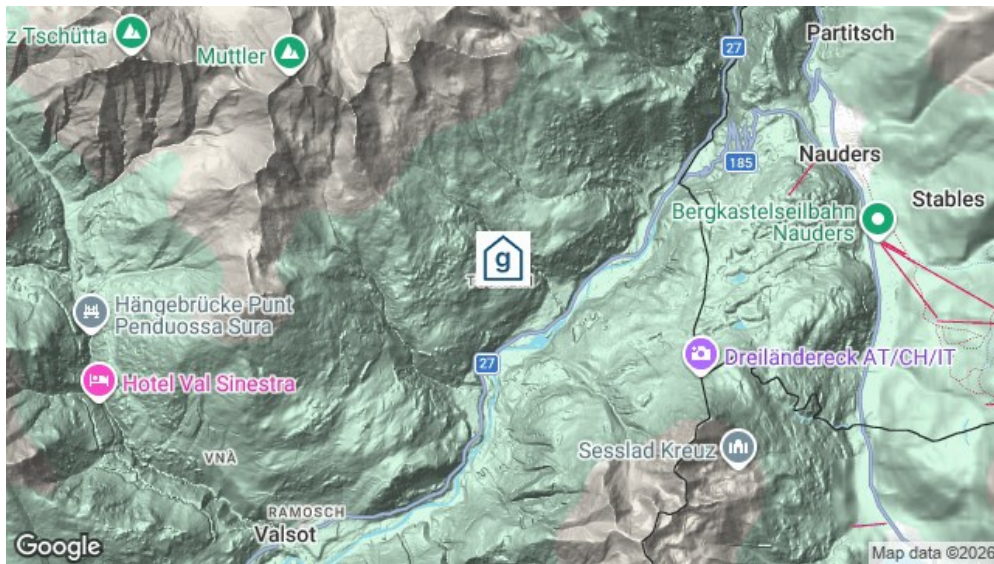 z Tschütta
Muttler
27
Partitsch
185
Nauders
Stables
Bergkastelseilbahn
Nauders
g
Hängebrücke Punt
Penduossa Sura
27
Dreiländereck AT/CH/IT
Hotel Val Sinestra
Sesslad Kreuz
VNÀ
RAMOSCH
Valsot
Google
Map data ©2026